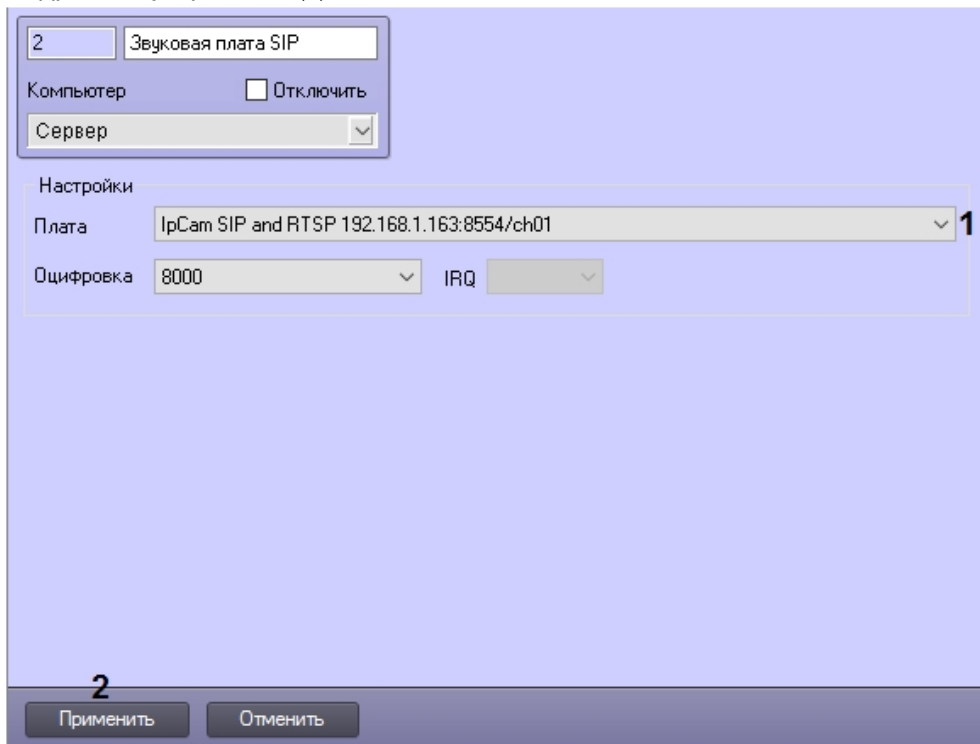 2 Звуковая плата SIP
Компьютер Отключить
Сервер
Настройки
Плата IpCam SIP and RTSP 192.168.1.163:8554/ch01 1
Оцифровка 8000 IRQ
2
Применить Отменить